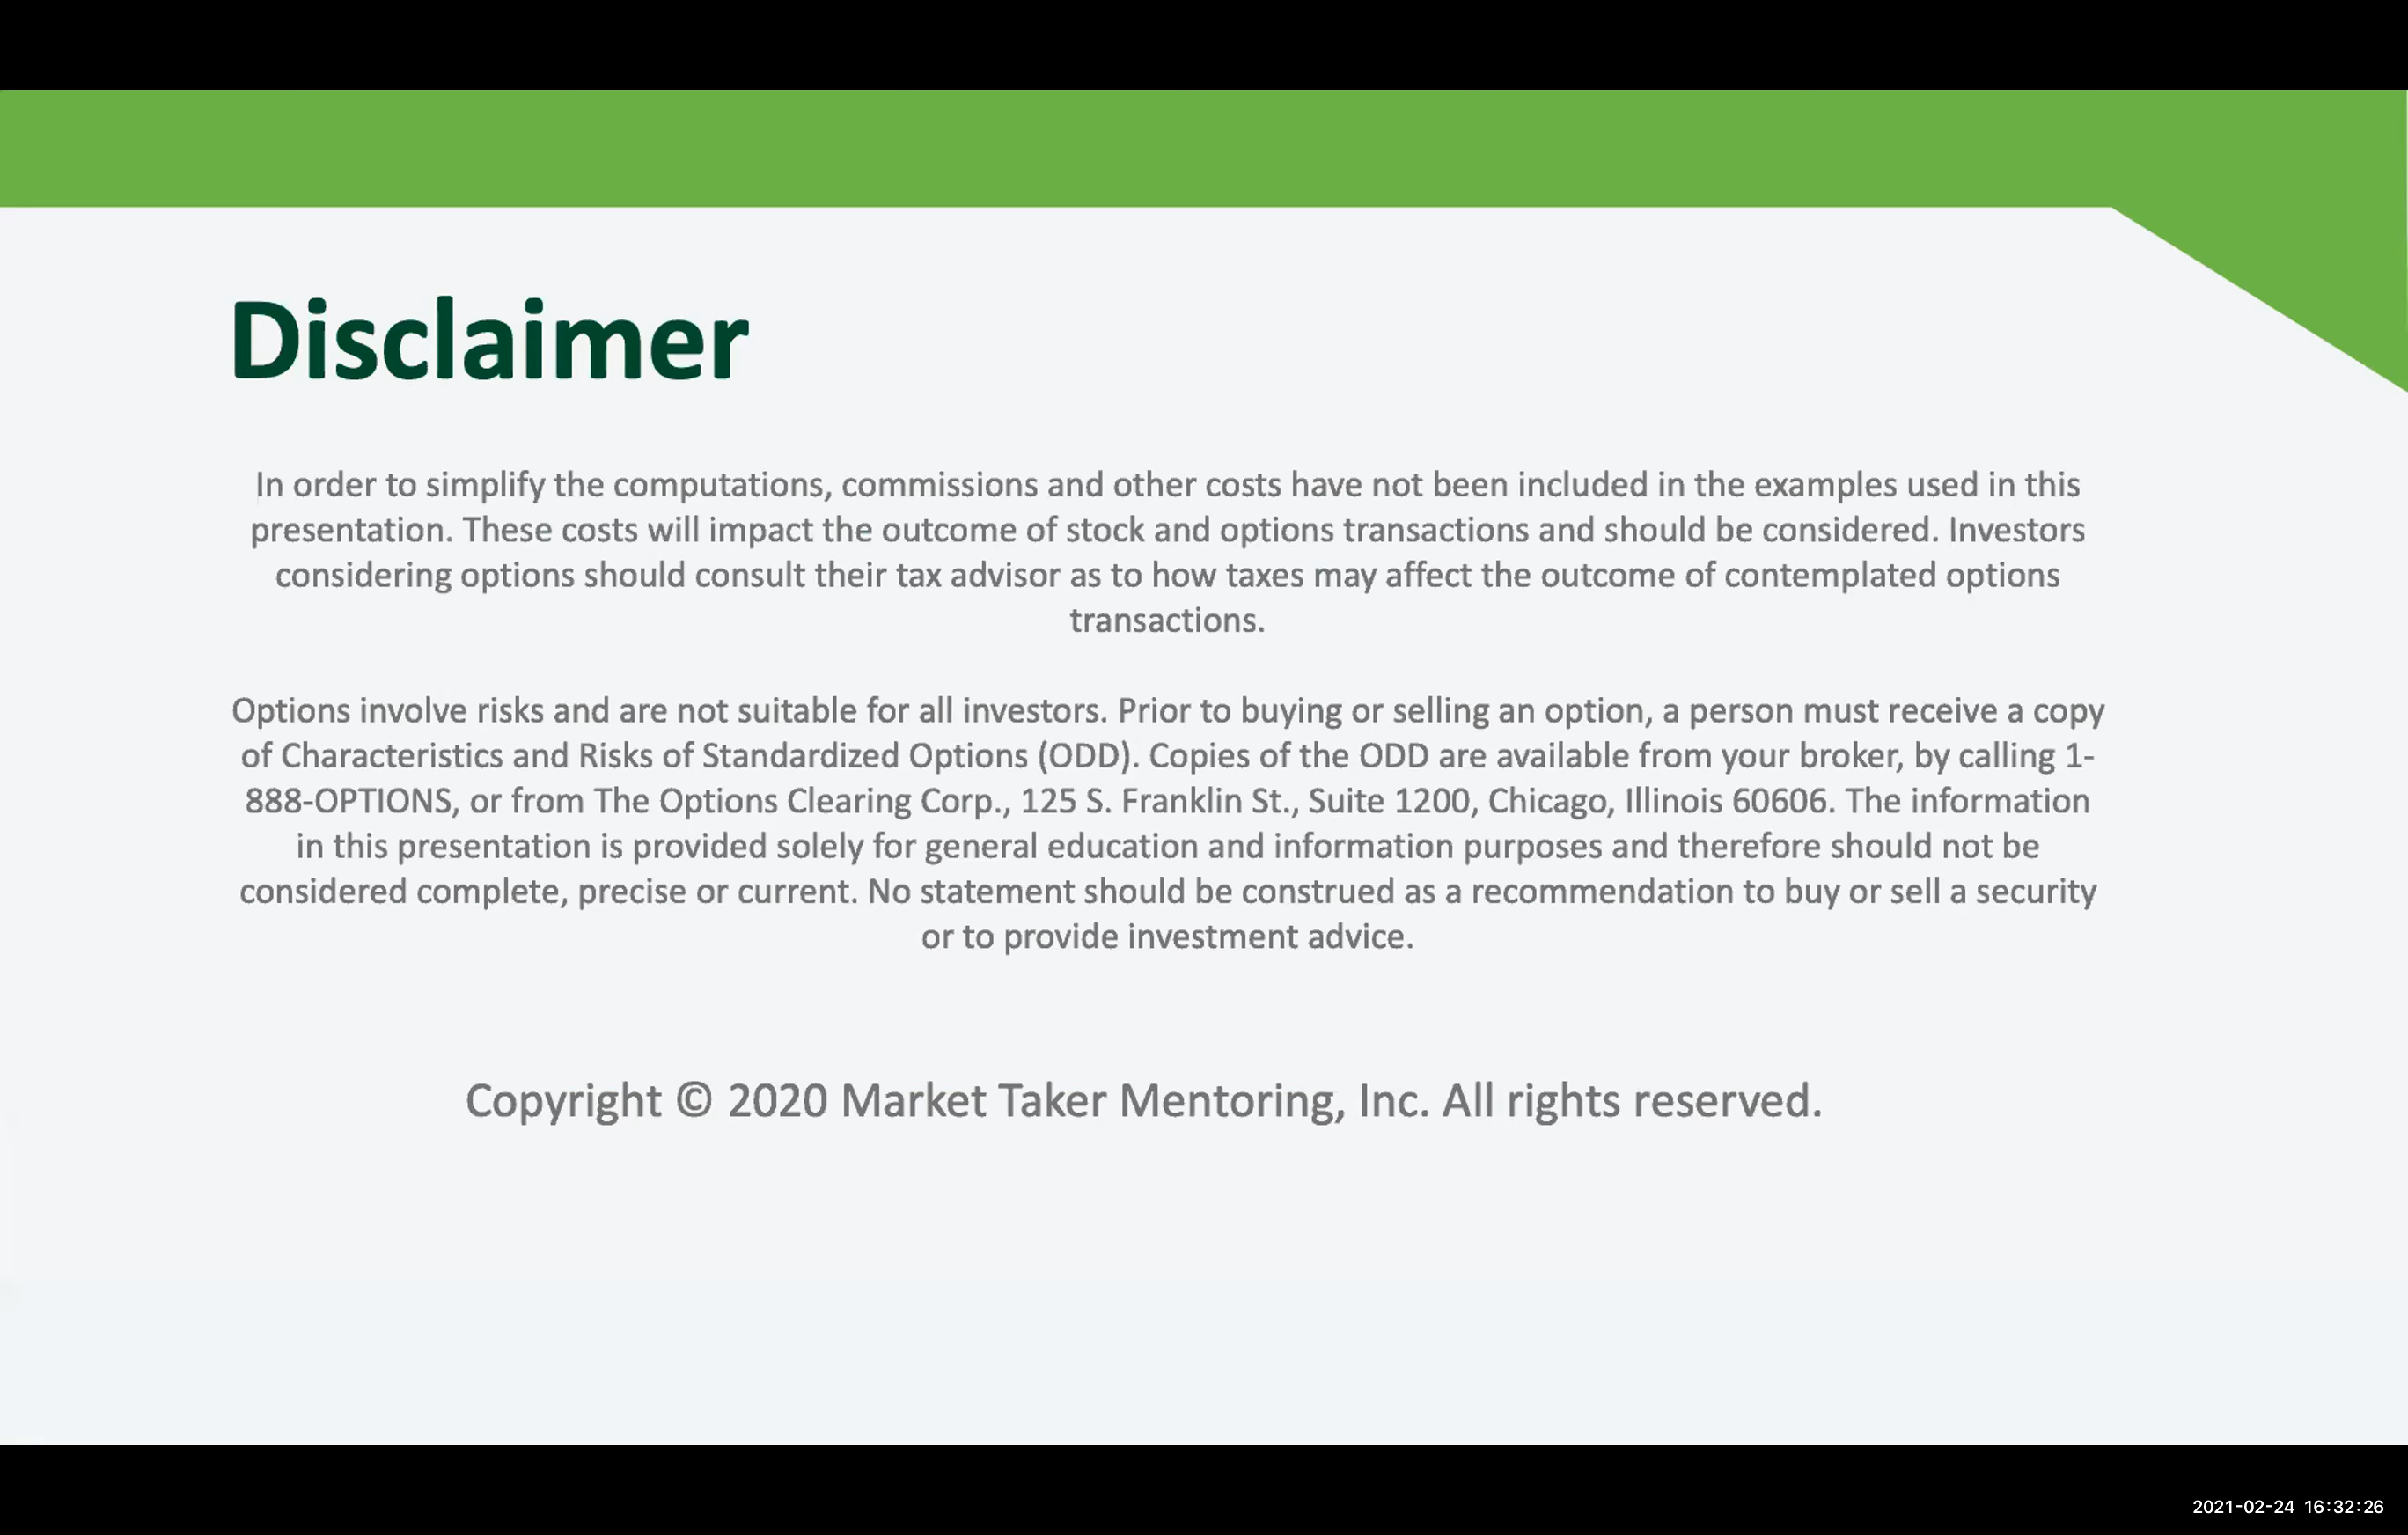 Disclaimer
In order to simplify the computations, commissions and other costs have not been included in the examples used in this
presentation. These costs will impact the outcome of stock and options transactions and should be considered. Investors
considering options should consult their tax advisor as to how taxes may affect the outcome of contemplated options
transactions.
Options involve risks and are not suitable for all investors. Prior to buying or selling an option, a person must receive a copy
of Characteristics and Risks of Standardized Options (ODD). Copies of the ODD are available from your broker, by calling 1-
888-OPTIONS, or from The Options Clearing Corp., 125 S. Franklin St., Suite 1200, Chicago, Illinois 60606. The information
in this presentation is provided solely for general education and information purposes and therefore should not be
considered complete, precise or current. No statement should be construed as a recommendation to buy or sell a security
or to provide investment advice.
Copyright © 2020 Market Taker Mentoring, Inc. All rights reserved.
2021-02-24 16:32:26